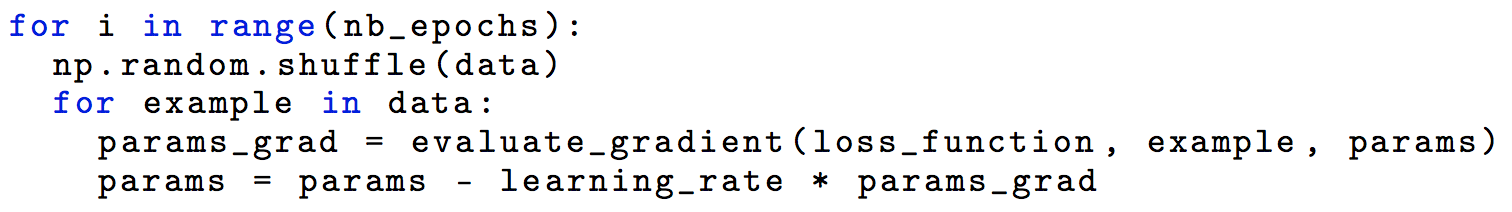 for i in range(nb_epochs):
  np.random.shuffle(data)
  for example in data:
    params_grad = evaluate_gradient(loss_function, example, params)
    params = params - learning_rate * params_grad